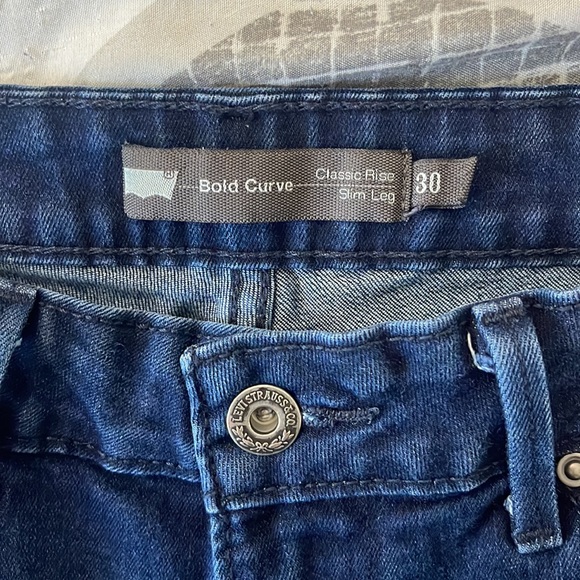 Bold Curve
Classic Rise
Slim Leg
30
LEVI STRAUSS & CO.